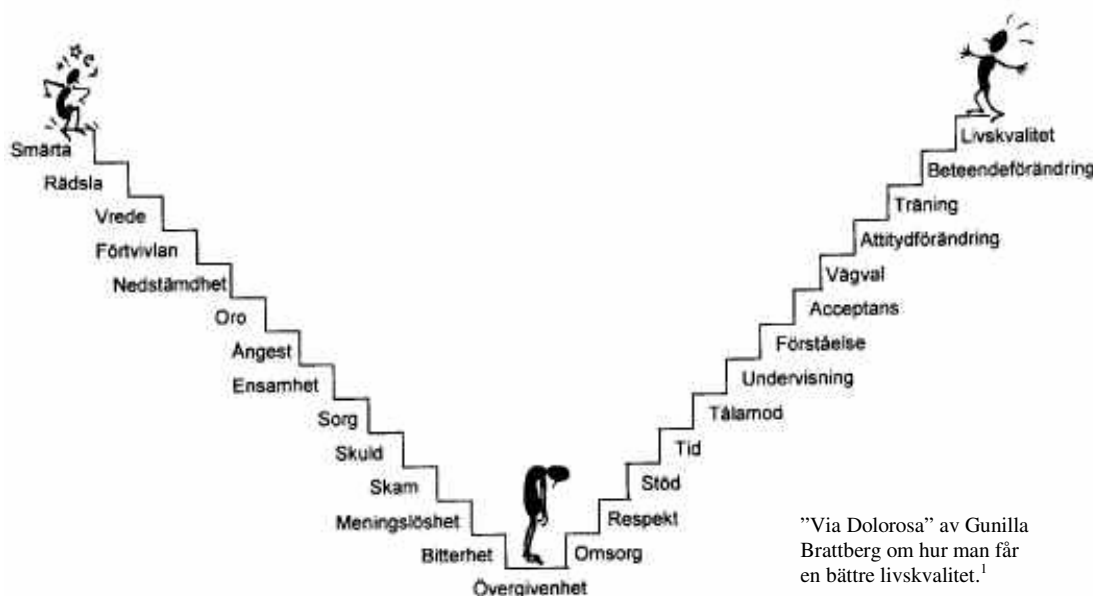 Smärta
Rädsla
Vrede
Förtvivlan
Nedstämdhet
Oro
Ångest
Ensamhet
Sorg
Skuld
Skam
Meningslöshet
Bitterhet
Övergivenhet
Omsorg
Respekt
Stöd
Tid
Tålamod
Undervisning
Förståelse
Acceptans
Vägval
Attitydförändring
Träning
Beteendeförändring
Livskvalitet
”Via Dolorosa” av Gunilla
Brattberg om hur man får
en bättre livskvalitet.¹